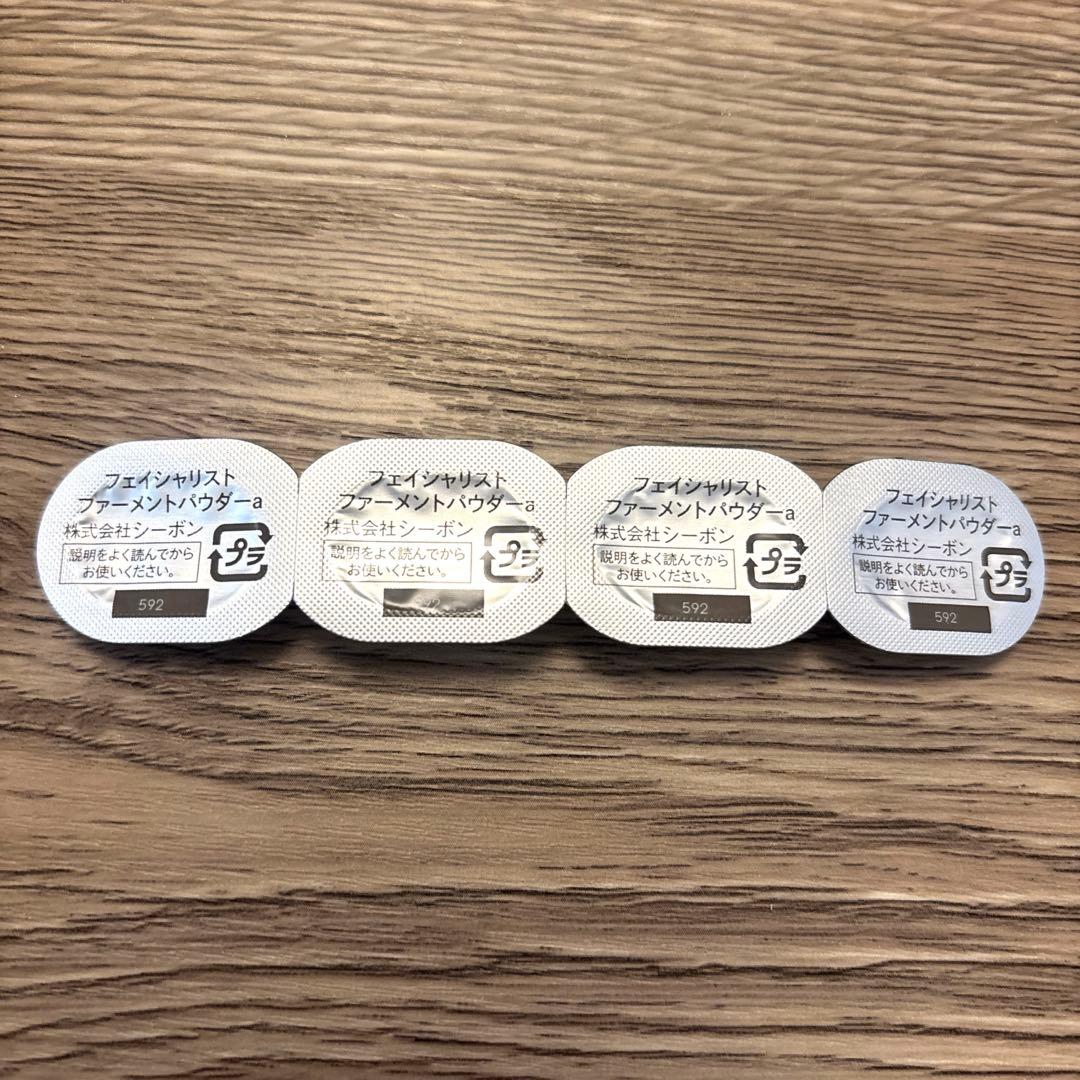 フェイシャリスト
ファーメントパウダーa
株式会社シーボン
説明をよく読んでから
お使いください。
プラ
592
フェイシャリスト
ファーメントパウダーa
株式会社シーボン
説明をよく読んでから
お使いください。
プラ
フェイシャリスト
ファーメントパウダーa
株式会社シーボン
説明をよく読んでから
お使いください。
プラ
592
フェイシャリスト
ファーメントパウダーa
株式会社シーボン
説明をよく読んでから
お使いください。
プラ
592